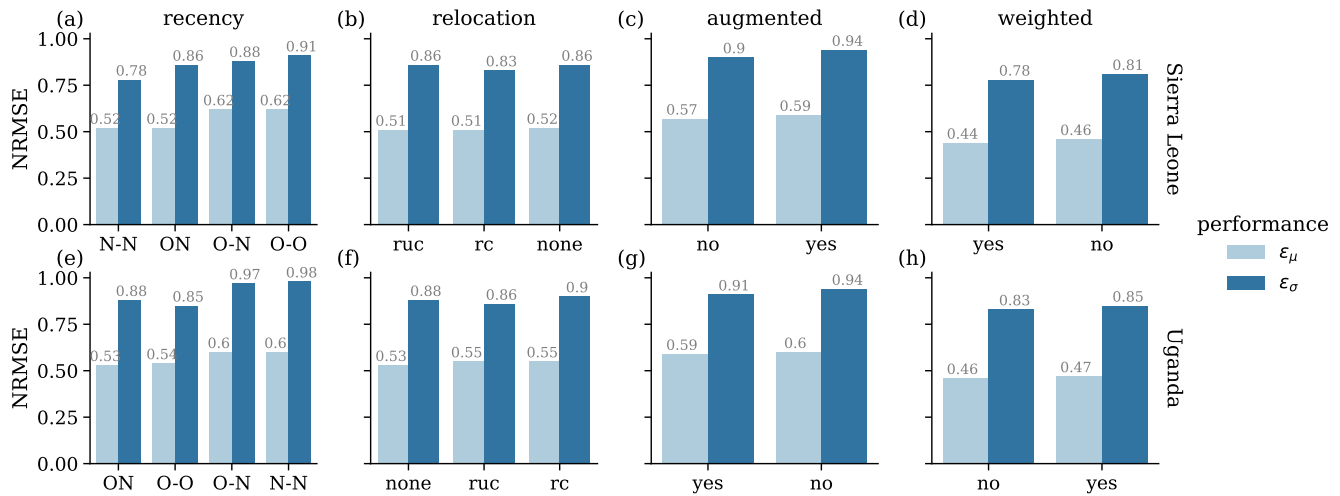 (a) recency
(b) relocation
(c) augmented
(d) weighted
NRMSE
1.00
0.75
0.50
0.25
0.00
0.52 0.78 0.52 0.86 0.62 0.88 0.62 0.91
N-N ON O-N O-O
0.51 0.86 0.51 0.83 0.52 0.86
ruc rc none
0.57 0.9 0.59 0.94
no yes
0.44 0.78 0.46 0.81
yes no
Sierra Leone
performance
εμ
εσ
(e)
(f)
(g)
(h)
NRMSE
1.00
0.75
0.50
0.25
0.00
0.53 0.88 0.54 0.85 0.6 0.97 0.6 0.98
ON O-O O-N N-N
0.53 0.88 0.55 0.86 0.55 0.9
none ruc rc
0.59 0.91 0.6 0.94
yes no
0.46 0.83 0.47 0.85
no yes
Uganda